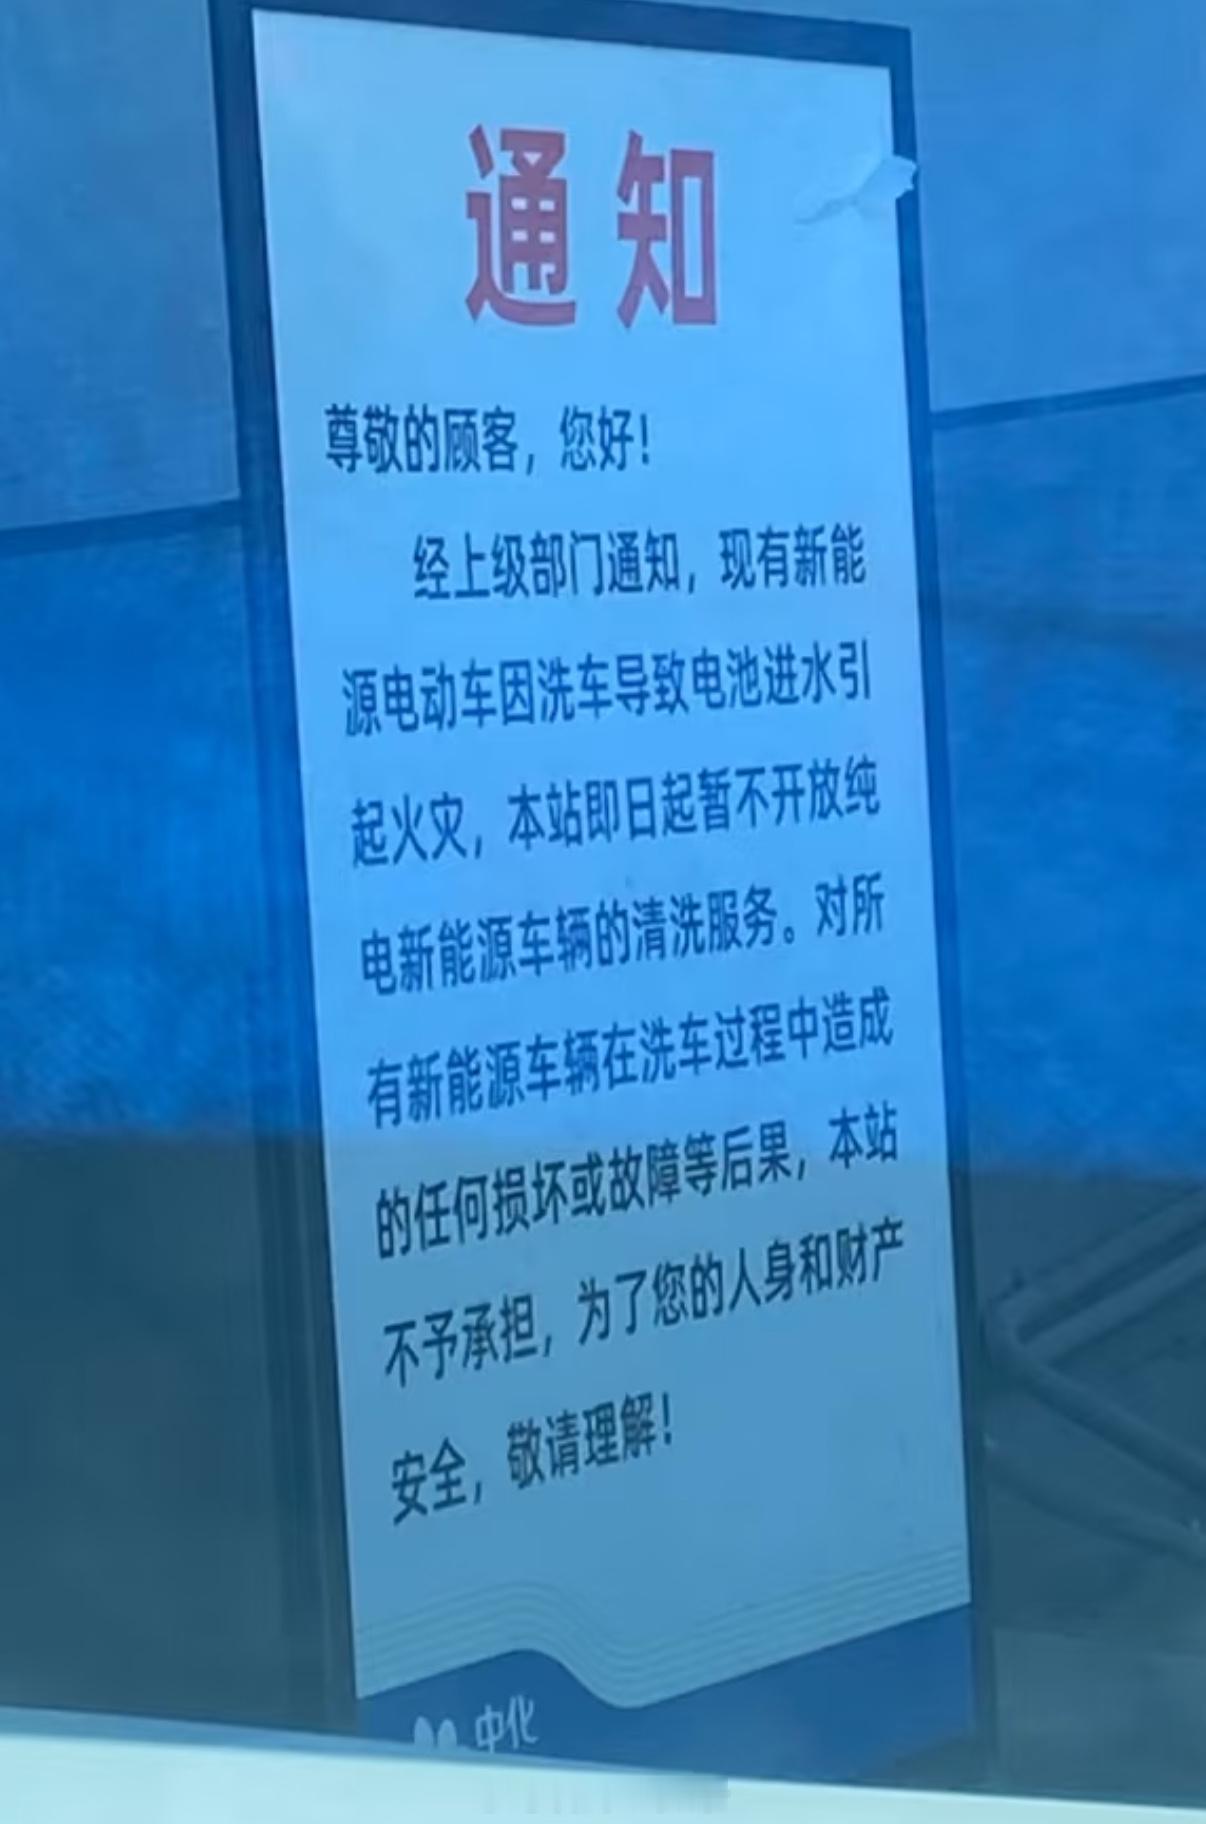 通知
尊敬的顾客，您好！
经上级部门通知，现有新能
源电动车因洗车导致电池进水引
起火灾，本站即日起暂不开放纯
电新能源车辆的清洗服务。对所
有新能源车辆在洗车过程中造成
的任何损坏或故障等后果，本站
不予承担，为了您的人身和财产
安全，敬请理解！
中化